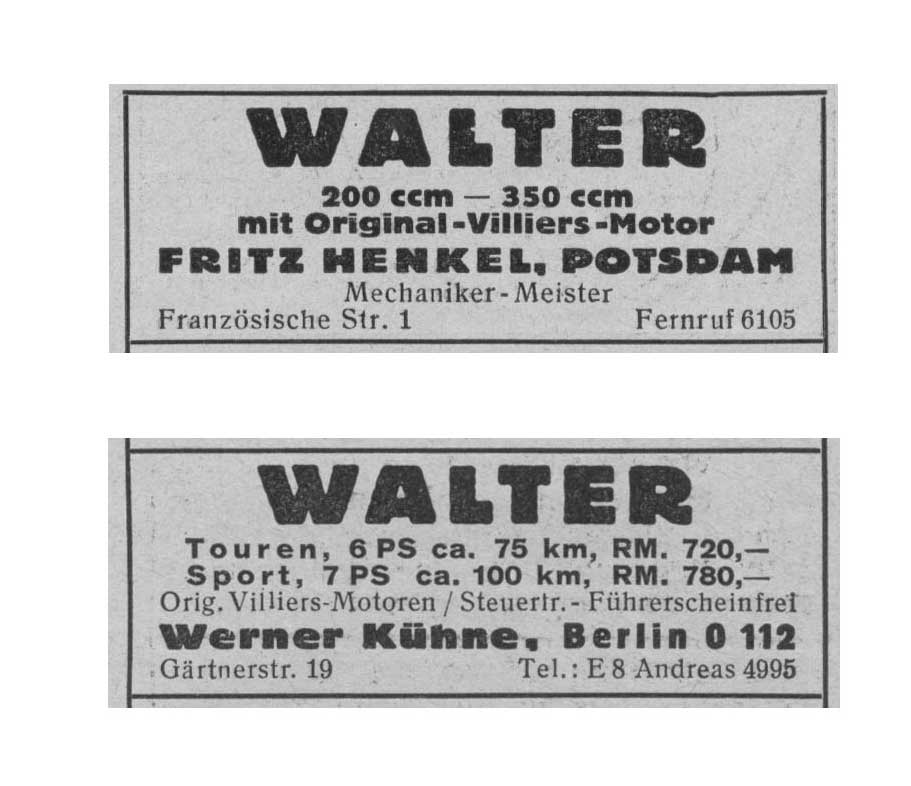 WALTER
200 ccm — 350 ccm
mit Original-Villiers-Motor
FRITZ HENKEL, POTSDAM
Mechaniker-Meister
Französische Str. 1 Fernruf 6105
WALTER
Touren, 6 PS ca. 75 km, RM. 720,—
Sport, 7 PS ca. 100 km, RM. 780,—
Orig. Villiers-Motoren / Steuerfr.- Führerscheinfrei
Werner Kühne, Berlin O 112
Gärtnerstr. 19 Tel.: E 8 Andreas 4995